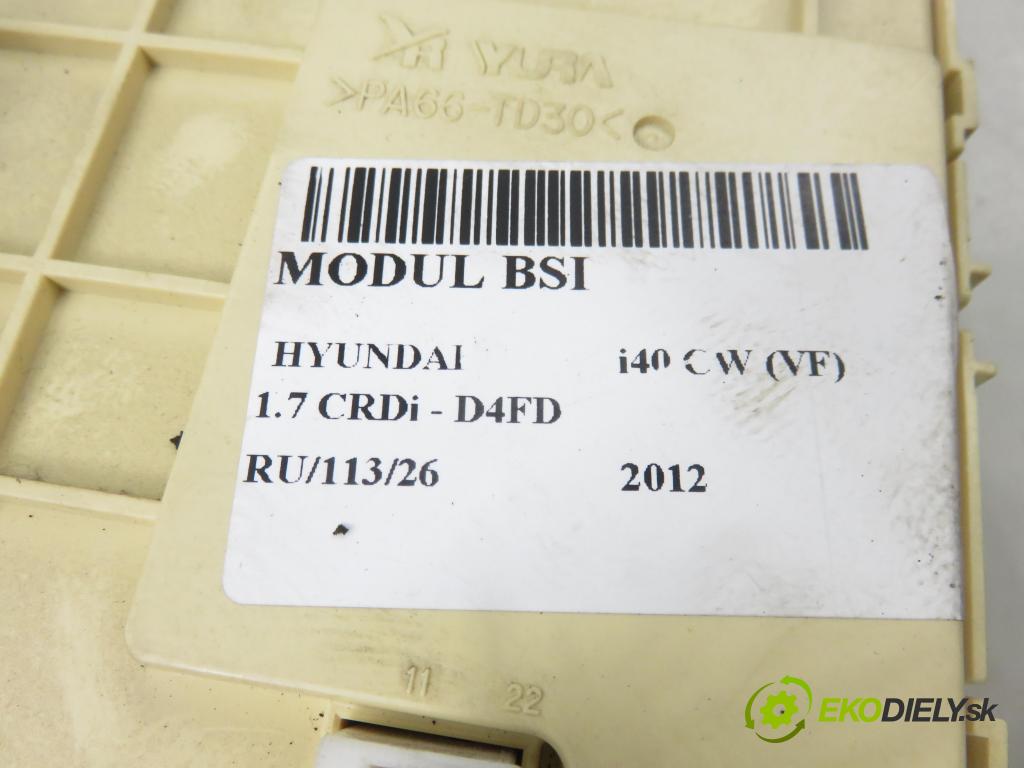 YURA
>PA66-TD30<
MODUL BSI
HYUNDAI i40 CW (VF)
1.7 CRDi - D4FD
RU/113/26 2012
11 22
EKODIELY.sk